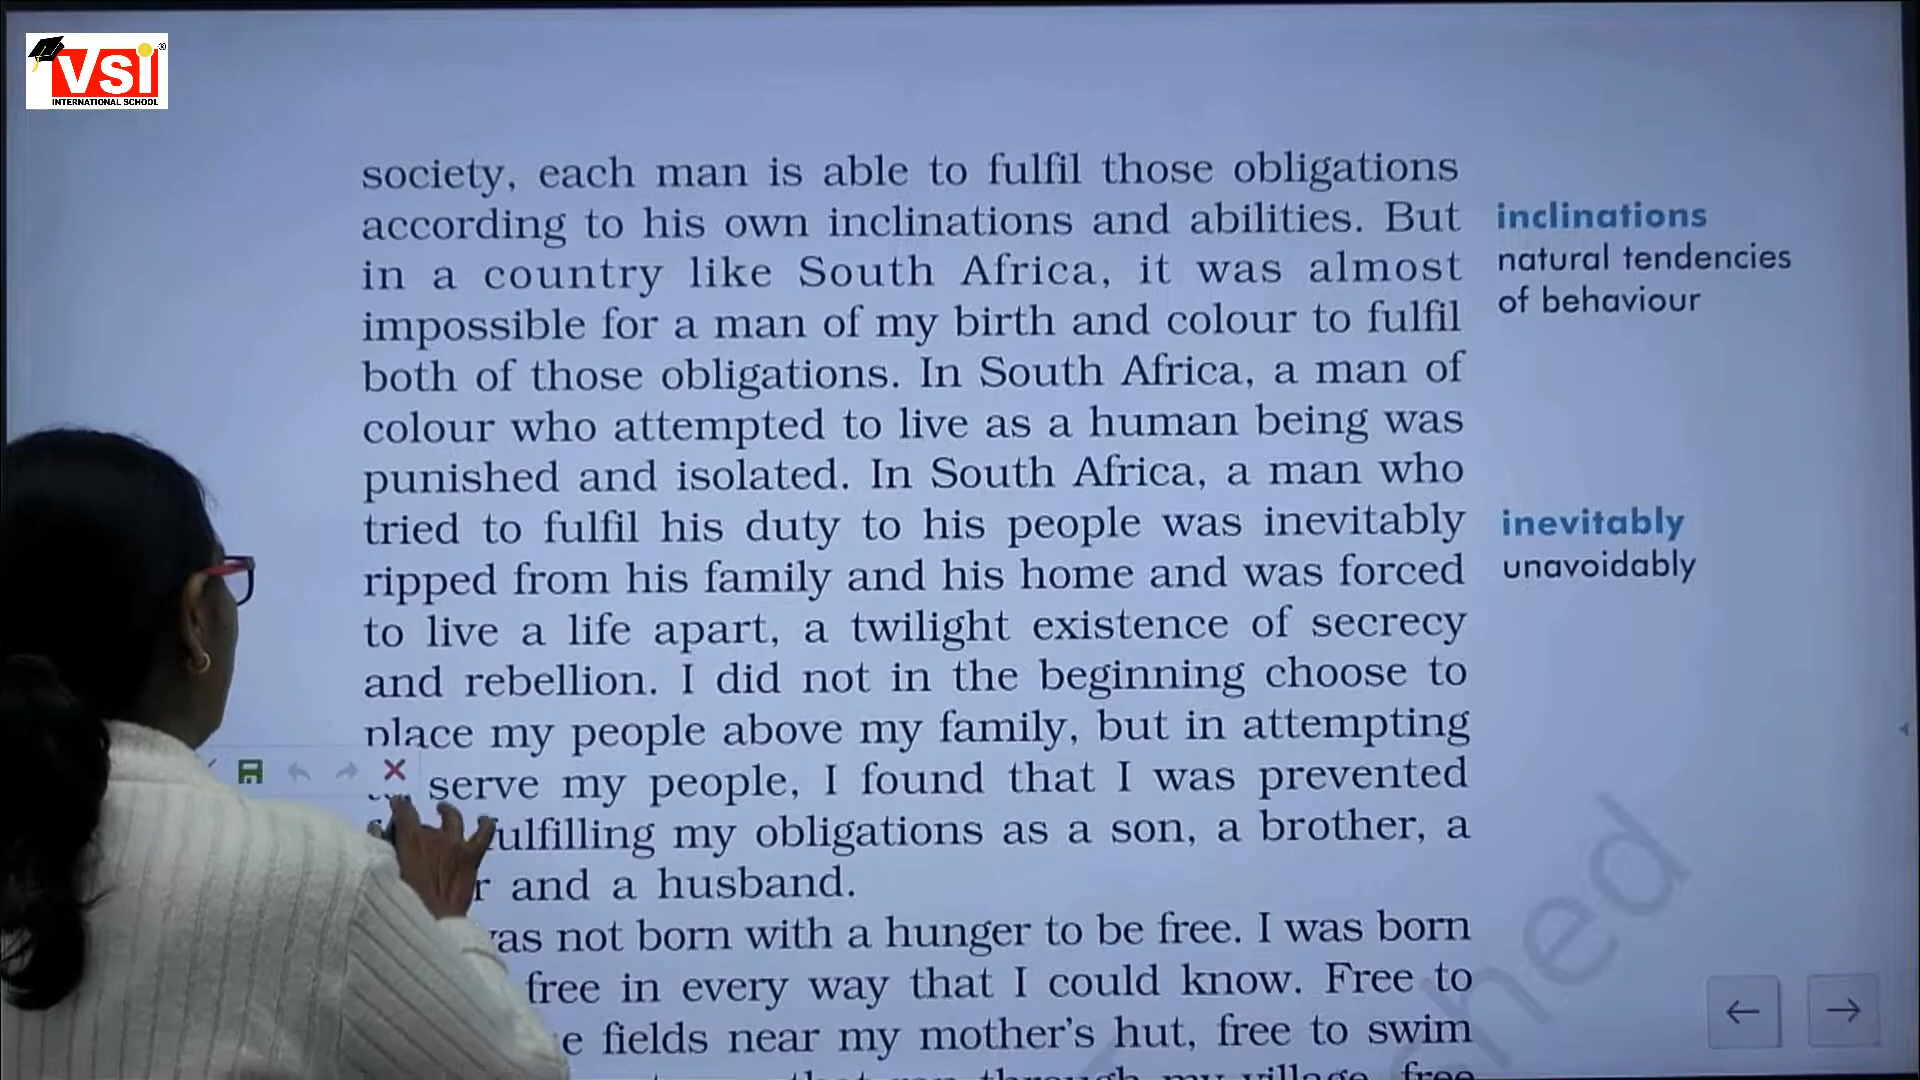 VSI
INTERNATIONAL SCHOOL
society, each man is able to fulfil those obligations
according to his own inclinations and abilities. But
in a country like South Africa, it was almost
impossible for a man of my birth and colour to fulfil
both of those obligations. In South Africa, a man of
colour who attempted to live as a human being was
punished and isolated. In South Africa, a man who
tried to fulfil his duty to his people was inevitably
ripped from his family and his home and was forced
to live a life apart, a twilight existence of secrecy
and rebellion. I did not in the beginning choose to
place my people above my family, but in attempting
serve my people, I found that I was prevented
fulfilling my obligations as a son, a brother, a
and a husband.
not born with a hunger to be free. I was born
free in every way that I could know. Free to
fields near my mother's hut, free to swim
through my village, free
inclinations
natural tendencies
of behaviour
inevitably
unavoidably